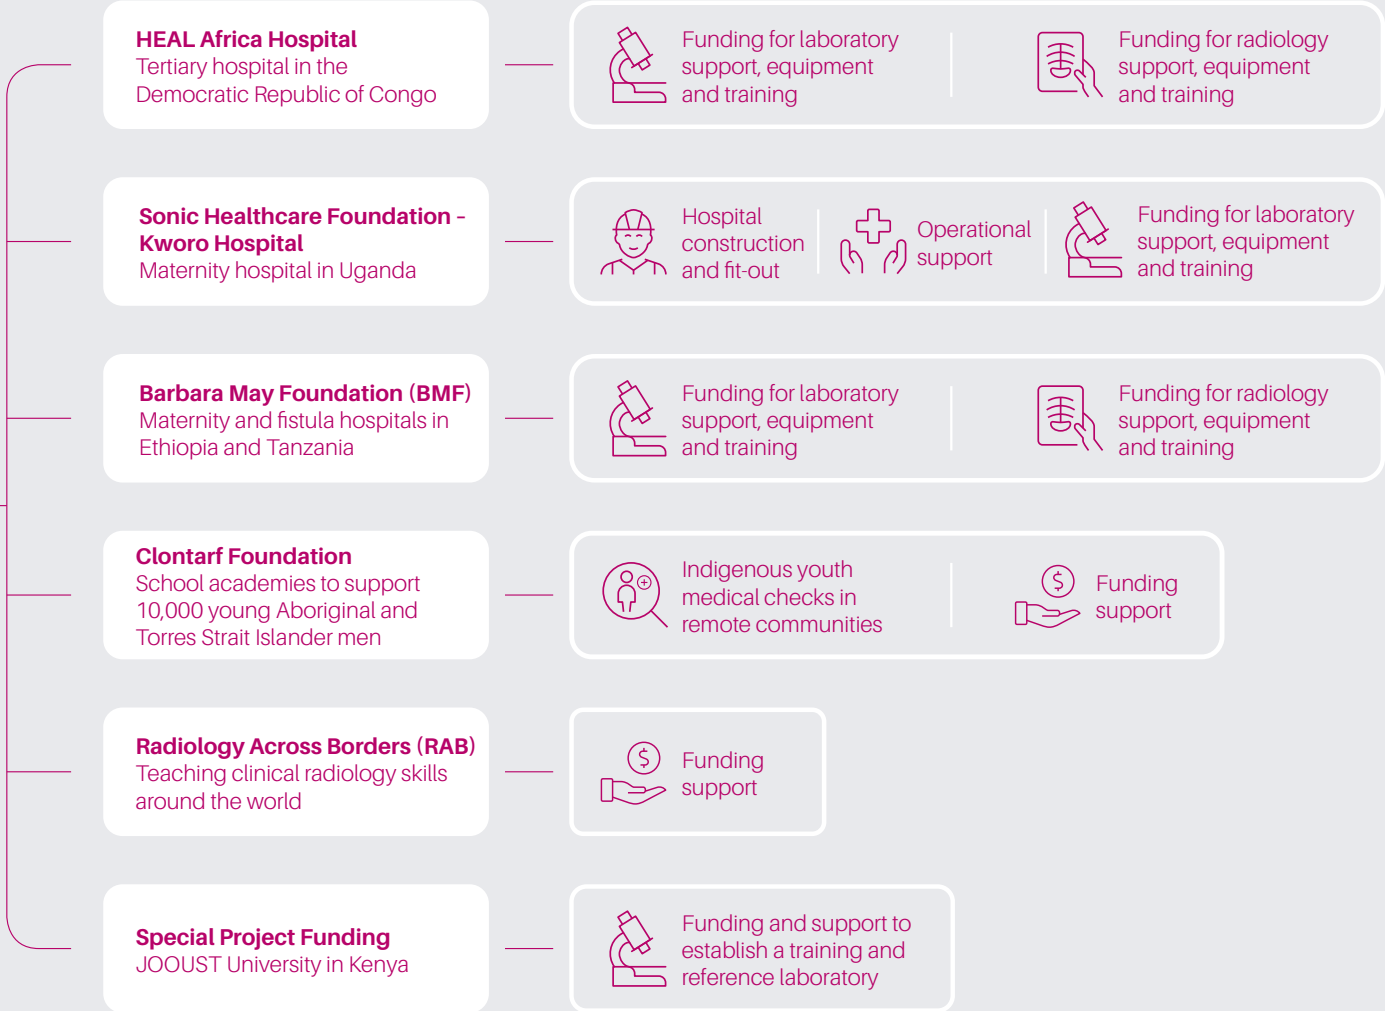 HEAL Africa Hospital
Tertiary hospital in the
Democratic Republic of Congo
Funding for laboratory
support, equipment
and training
Funding for radiology
support, equipment
and training
Sonic Healthcare Foundation –
Kworo Hospital
Maternity hospital in Uganda
Hospital
construction
and fit-out
Operational
support
Funding for laboratory
support, equipment
and training
Barbara May Foundation (BMF)
Maternity and fistula hospitals in
Ethiopia and Tanzania
Funding for laboratory
support, equipment
and training
Funding for radiology
support, equipment
and training
Clontarf Foundation
School academies to support
10,000 young Aboriginal and
Torres Strait Islander men
Indigenous youth
medical checks in
remote communities
Funding
support
Radiology Across Borders (RAB)
Teaching clinical radiology skills
around the world
Funding
support
Special Project Funding
JOOUST University in Kenya
Funding and support to
establish a training and
reference laboratory